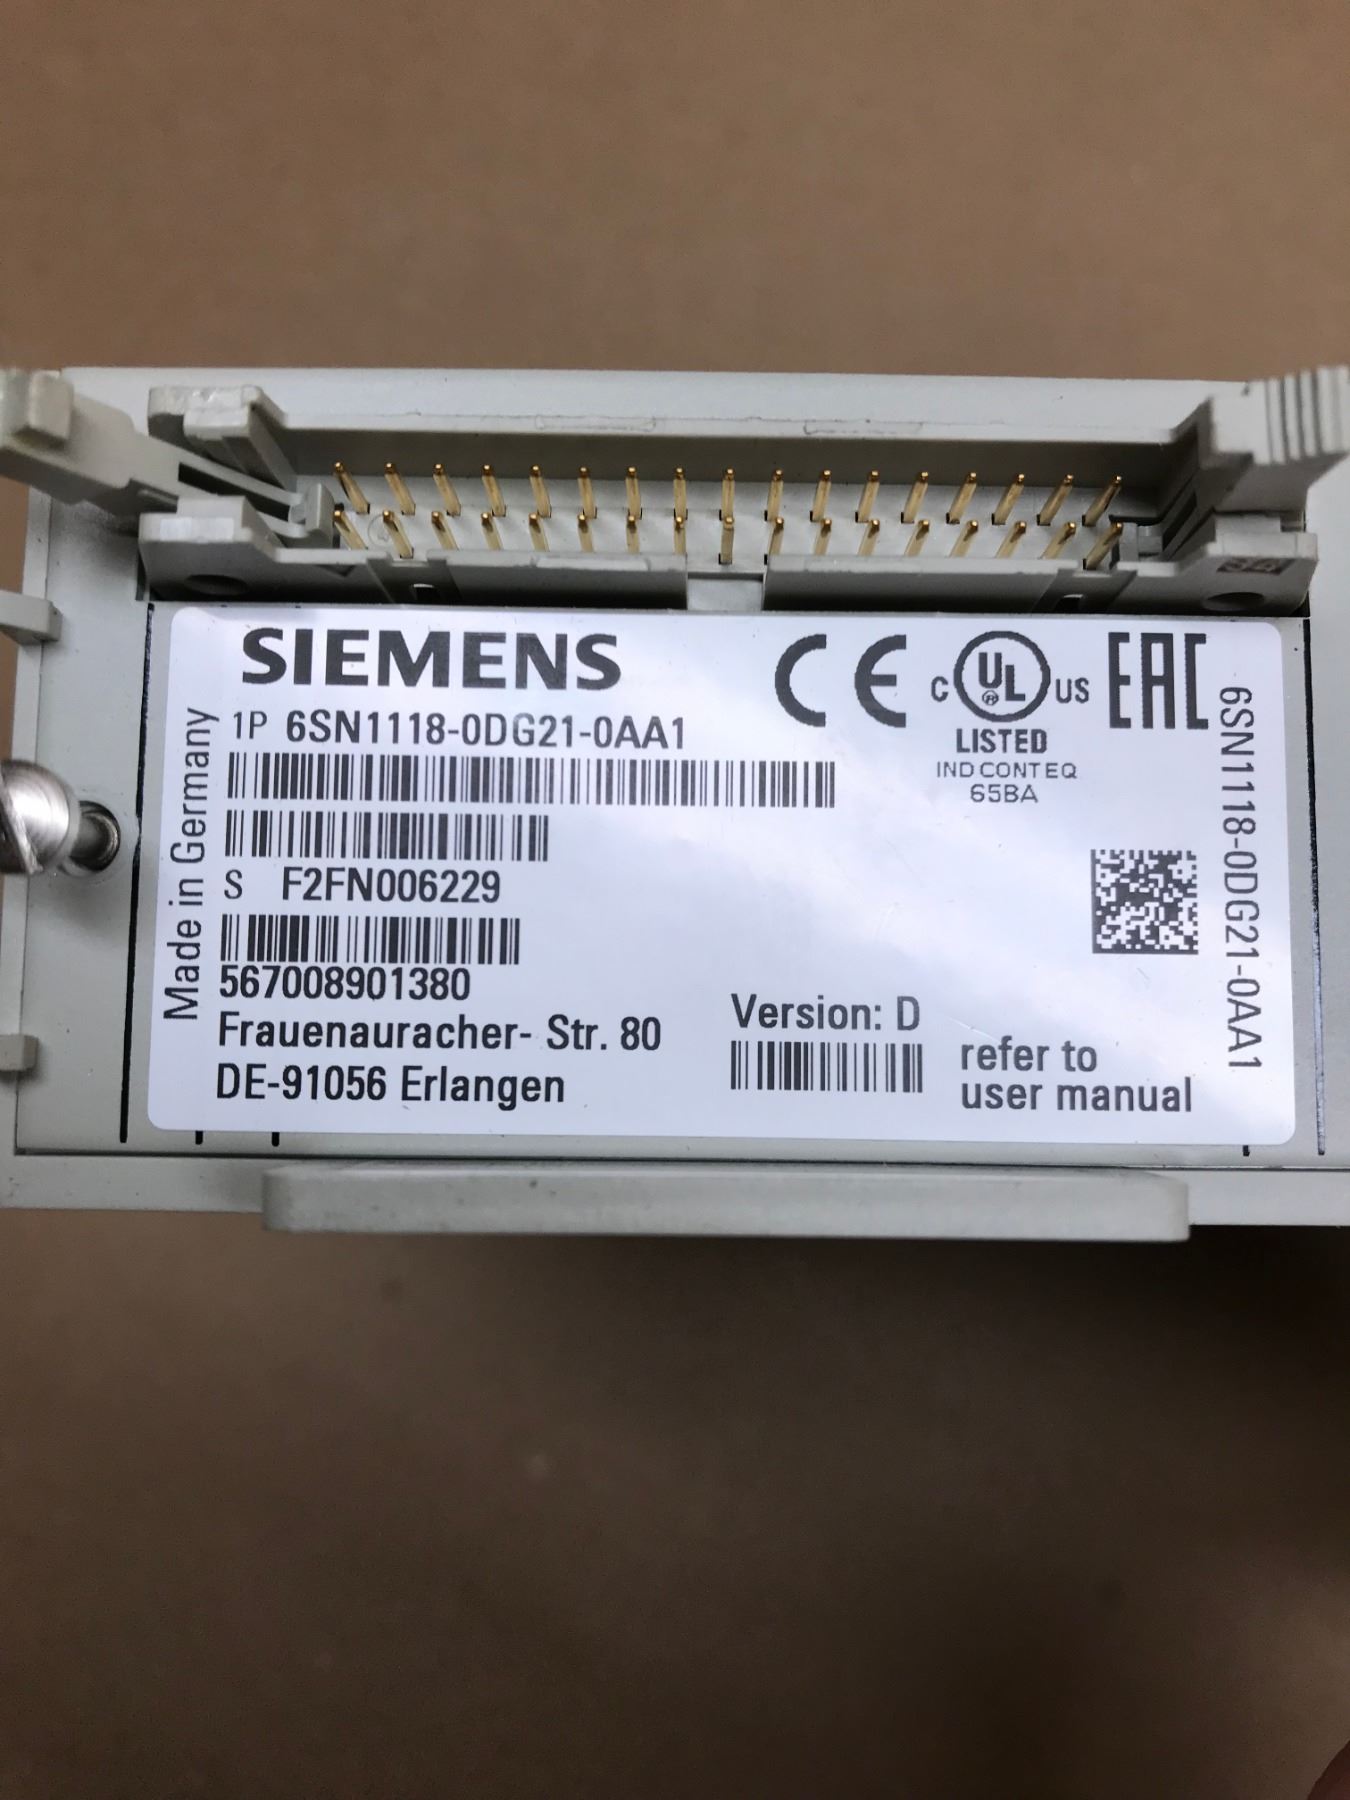 SIEMENS
1P 6SN1118-0DG21-0AA1
S F2FN006229
567008901380
Frauenauracher- Str. 80
DE-91056 Erlangen
Made in Germany
CE
C UL ® US
LISTED
IND CONT EQ
65BA
EAC
Version: D
refer to
user manual
6SN1118-0DG21-0AA1